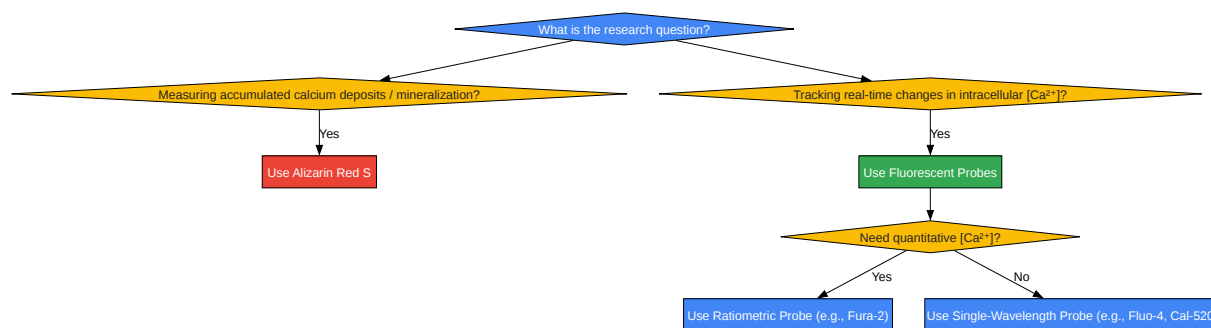 What is the research question?
Measuring accumulated calcium deposits / mineralization?
Tracking real-time changes in intracellular [Ca²⁺]?
Yes
Yes
Use Alizarin Red S
Use Fluorescent Probes
Need quantitative [Ca²⁺]?
Yes
No
Use Ratiometric Probe (e.g., Fura-2)
Use Single-Wavelength Probe (e.g., Fluo-4, Cal-520